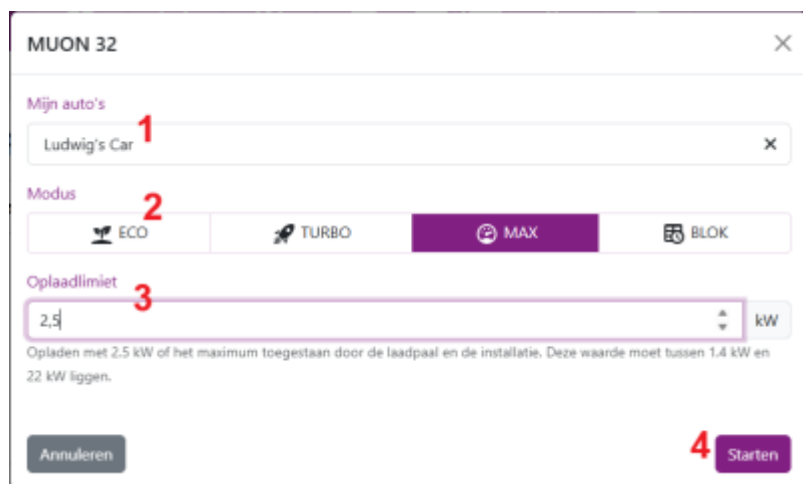 MUON 32
Mijn auto's
1
Ludwig's Car
Modus
2
ECO TURBO MAX BLOK
Oplaadlimiet
3
2,5 kW
Opladen met 2.5 kW of het maximum toegestaan door de laadpaal en de installatie. Deze waarde moet tussen 1.4 kW en
22 kW liggen.
Annuleren 4 Starten